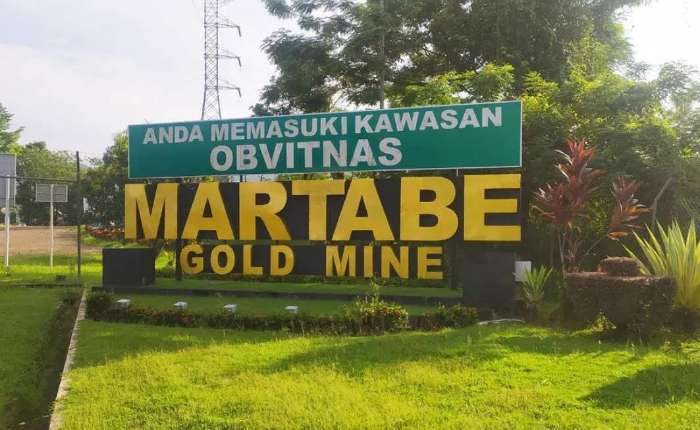 ANDA MEMASUKI KAWASAN
OBVITNAS
MARTABE
GOLD MINE